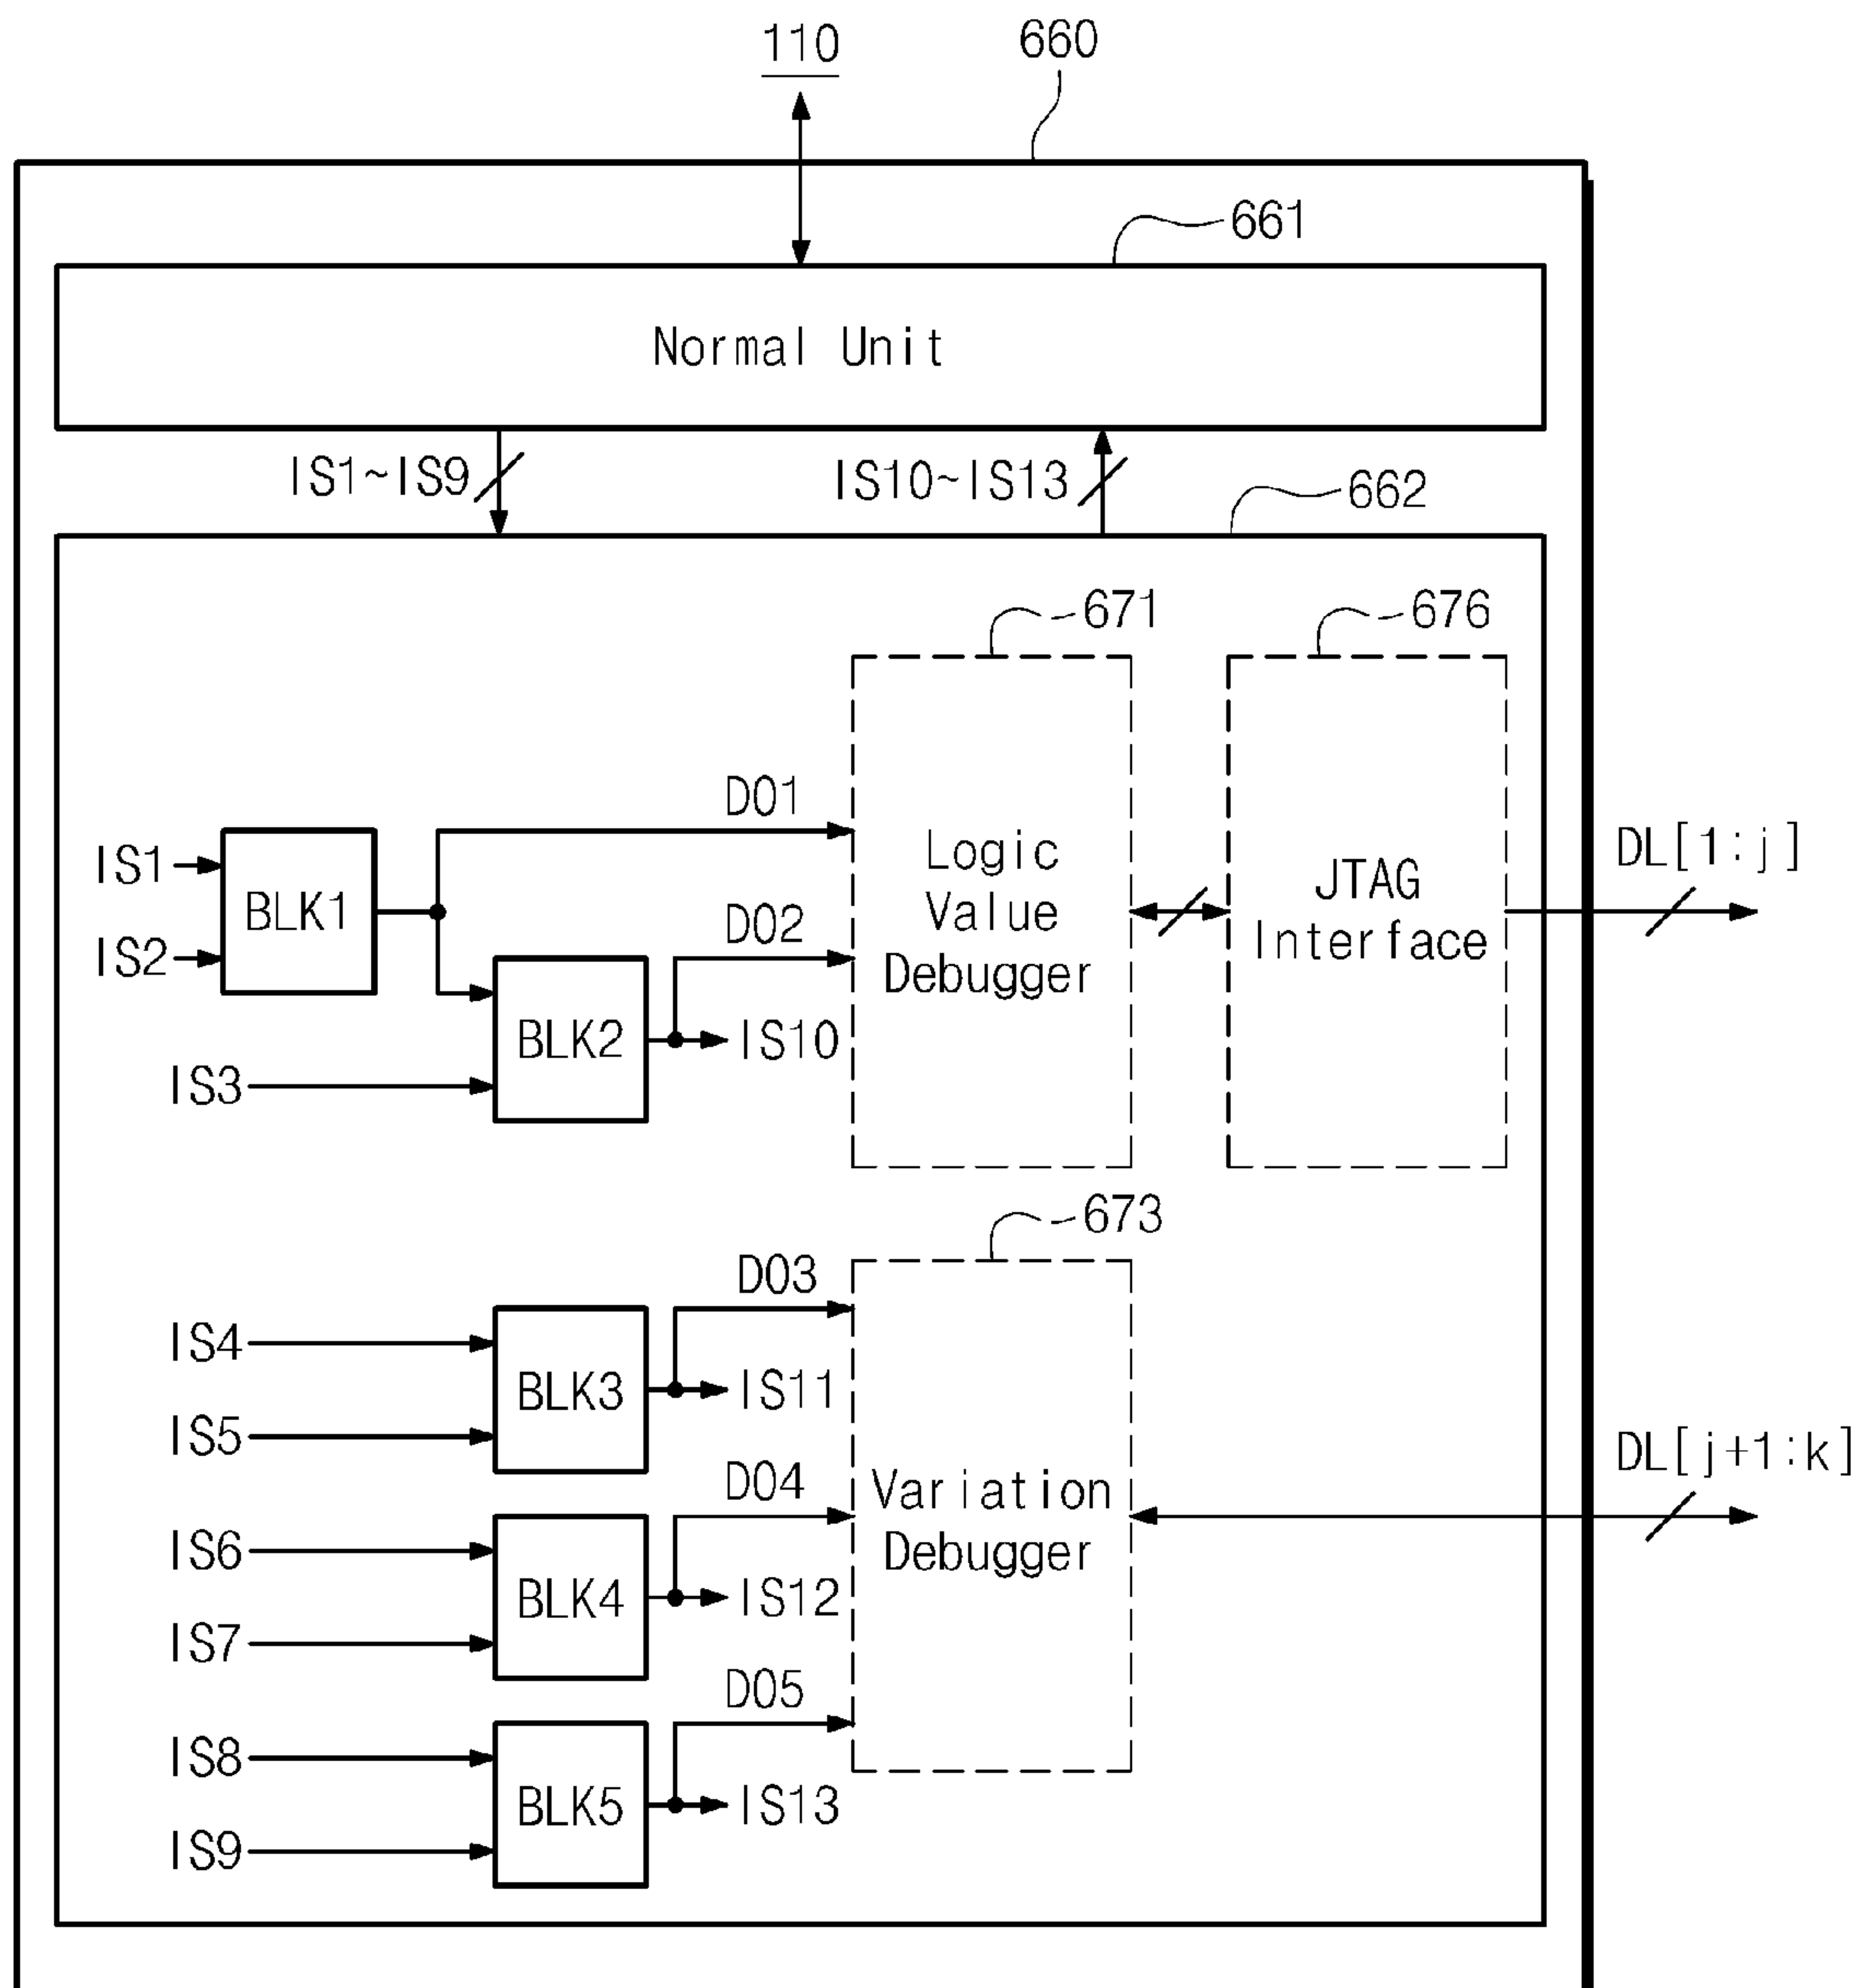 110
660
661
Normal Unit
IS1~IS9
IS10~IS13
662
671
676
DO1
IS1
BLK1
IS2
Logic
Value
Debugger
JTAG
Interface
DL[1:j]
DO2
BLK2
IS10
IS3
673
DO3
IS4
BLK3
IS11
IS5
DL[j+1:k]
DO4
Variation
Debugger
IS6
BLK4
IS12
IS7
DO5
IS8
BLK5
IS13
IS9